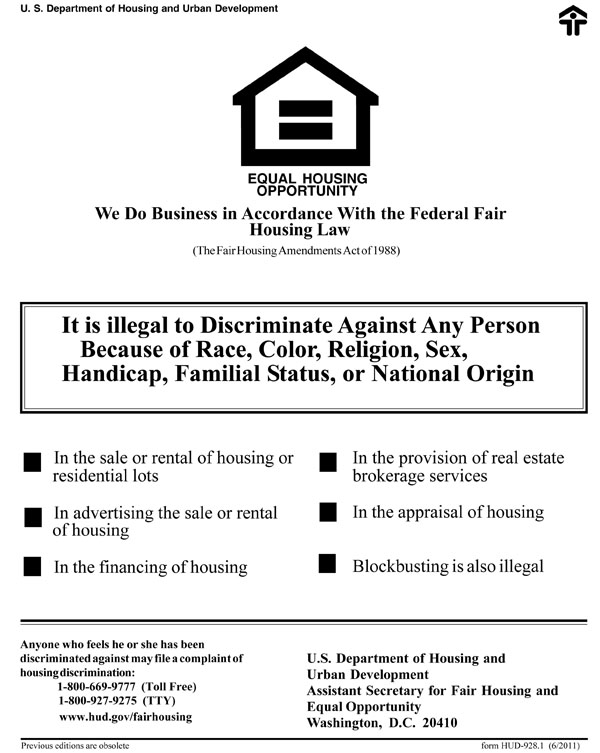 U. S. Department of Housing and Urban Development
EQUAL HOUSING
OPPORTUNITY
We Do Business in Accordance With the Federal Fair
Housing Law
(The Fair Housing Amendments Act of 1988)
It is illegal to Discriminate Against Any Person
Because of Race, Color, Religion, Sex,
Handicap, Familial Status, or National Origin
In the sale or rental of housing or
residential lots
In advertising the sale or rental
of housing
In the financing of housing
In the provision of real estate
brokerage services
In the appraisal of housing
Blockbusting is also illegal
Anyone who feels he or she has been
discriminated against may file a complaint of
housing discrimination:
1-800-669-9777 (Toll Free)
1-800-927-9275 (TTY)
www.hud.gov/fairhousing
U.S. Department of Housing and
Urban Development
Assistant Secretary for Fair Housing and
Equal Opportunity
Washington, D.C. 20410
Previous editions are obsolete
form HUD-928.1 (6/2011)